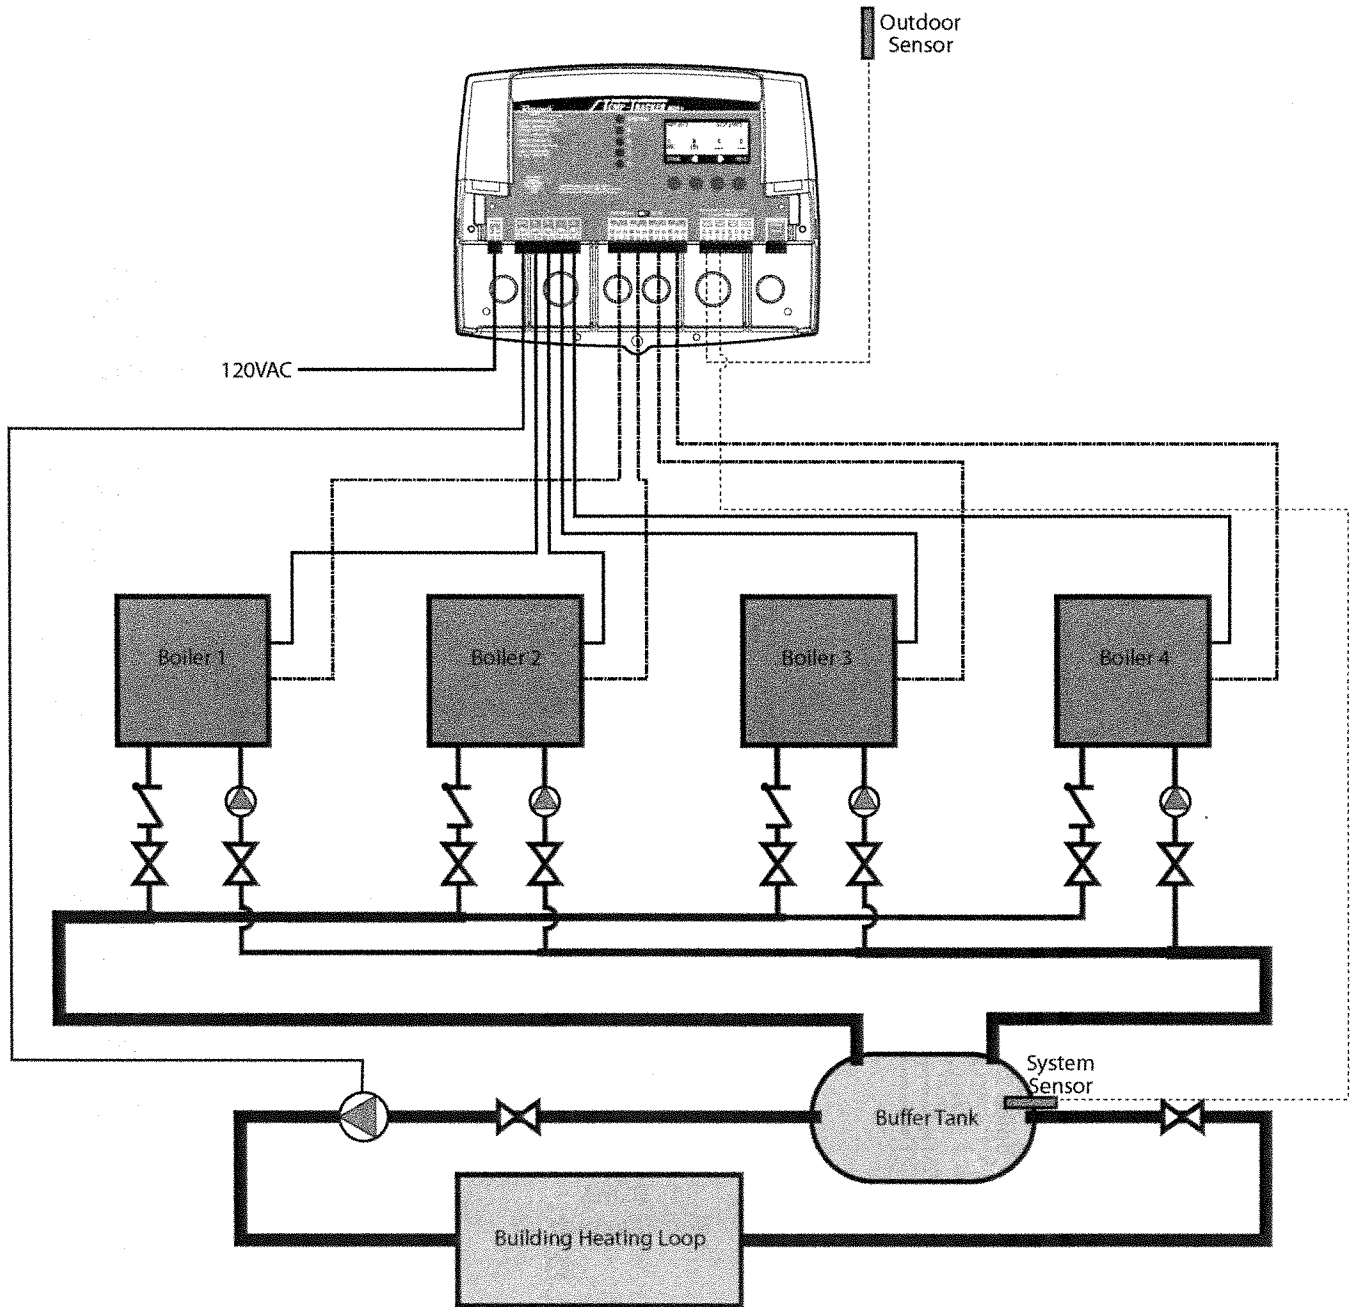 Outdoor
Sensor
120VAC
Boiler 1
Boiler 2
Boiler 3
Boiler 4
System
Sensor
Buffer Tank
Building Heating Loop